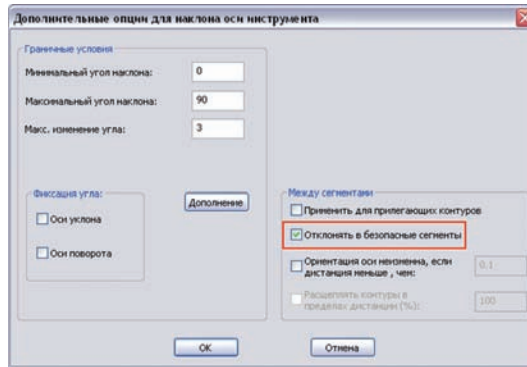 Дополнительные опции для наклона оси инструмента
Граничные условия
Минимальный угол наклона:
0
Максимальный угол наклона:
90
Макс. изменение угла:
3
Фиксация угла:
Оси уклона
Оси поворота
Дополнение
Между сегментами
Применить для прилегающих контуров
Отклонять в безопасные сегменты
Ориентация оси неизменна, если
дистанция меньше , чем:
0.1
Расщеплять контуры в
пределах дистанции (%):
100
OK
Отмена